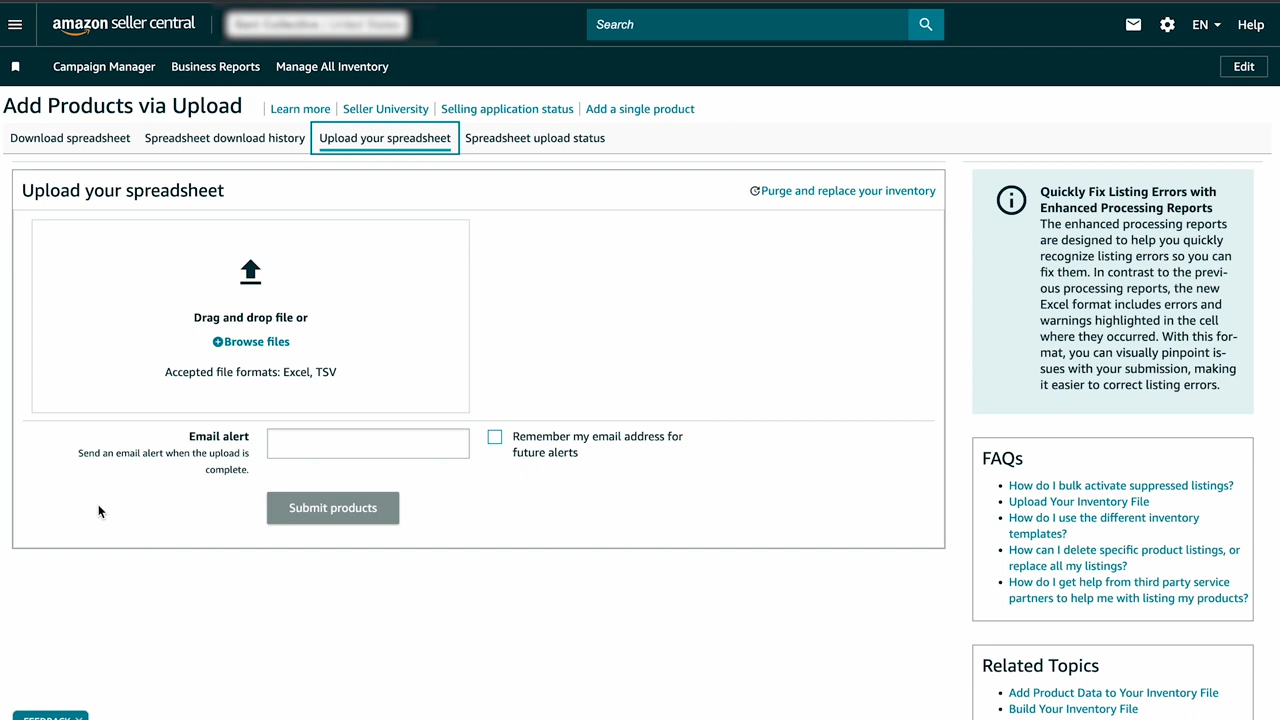 amazon seller central
Search
EN
Help
Campaign Manager
Business Reports
Manage All Inventory
Edit
Add Products via Upload
Learn more
Seller University
Selling application status
Add a single product
Download spreadsheet
Spreadsheet download history
Upload your spreadsheet
Spreadsheet upload status
Upload your spreadsheet
Purge and replace your inventory
Drag and drop file or
Browse files
Accepted file formats: Excel, TSV
Email alert
Send an email alert when the upload is
complete.
Remember my email address for
future alerts
Submit products
Quickly Fix Listing Errors with
Enhanced Processing Reports
The enhanced processing reports
are designed to help you quickly
recognize listing errors so you can
fix them. In contrast to the previ-
ous processing reports, the new
Excel format includes errors and
warnings highlighted in the cell
where they occurred. With this for-
mat, you can visually pinpoint is-
sues with your submission, making
it easier to correct listing errors.
FAQs
How do I bulk activate suppressed listings?
Upload Your Inventory File
How do I use the different inventory
templates?
How can I delete specific product listings, or
replace all my listings?
How do I get help from third party service
partners to help me with listing my products?
Related Topics
Add Product Data to Your Inventory File
Build Your Inventory File
FEEDBACK